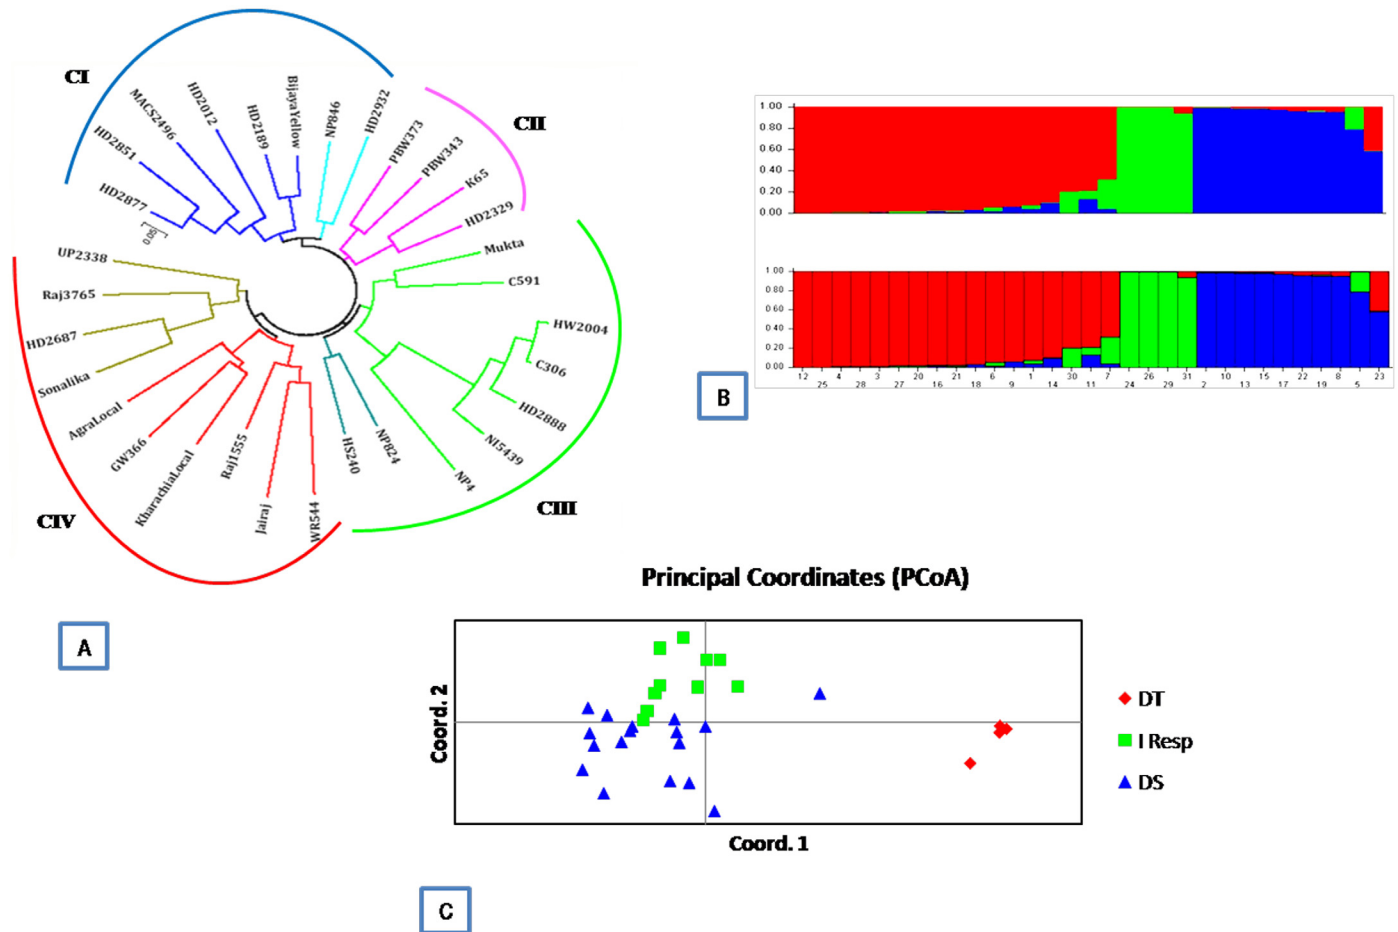 CI
CII
CIII
CIV
HD2877
HD2851
MACS2496
HD2012
HD2189
BijayaYellow
NP846
HD2932
PBW373
PBW343
K65
HD2329
Mukta
C591
HW2004
C306
HD2888
NI5439
NP4
NP824
HS240
WR544
Jairaj
Raj1555
KharachiaLocal
GW366
AgraLocal
Sonalika
HD2687
Raj3765
UP2338
0.05
A
1.00
0.80
0.60
0.40
0.20
0.00
1.00
0.80
0.60
0.40
0.20
0.00
12 4 3 20 21 6 1 30 7 26 31 10 15 22 8 23
25 28 27 16 18 9 14 11 24 29 2 13 17 19 5
B
Principal Coordinates (PCoA)
Coord. 2
Coord. 1
DT
I Resp
DS
C